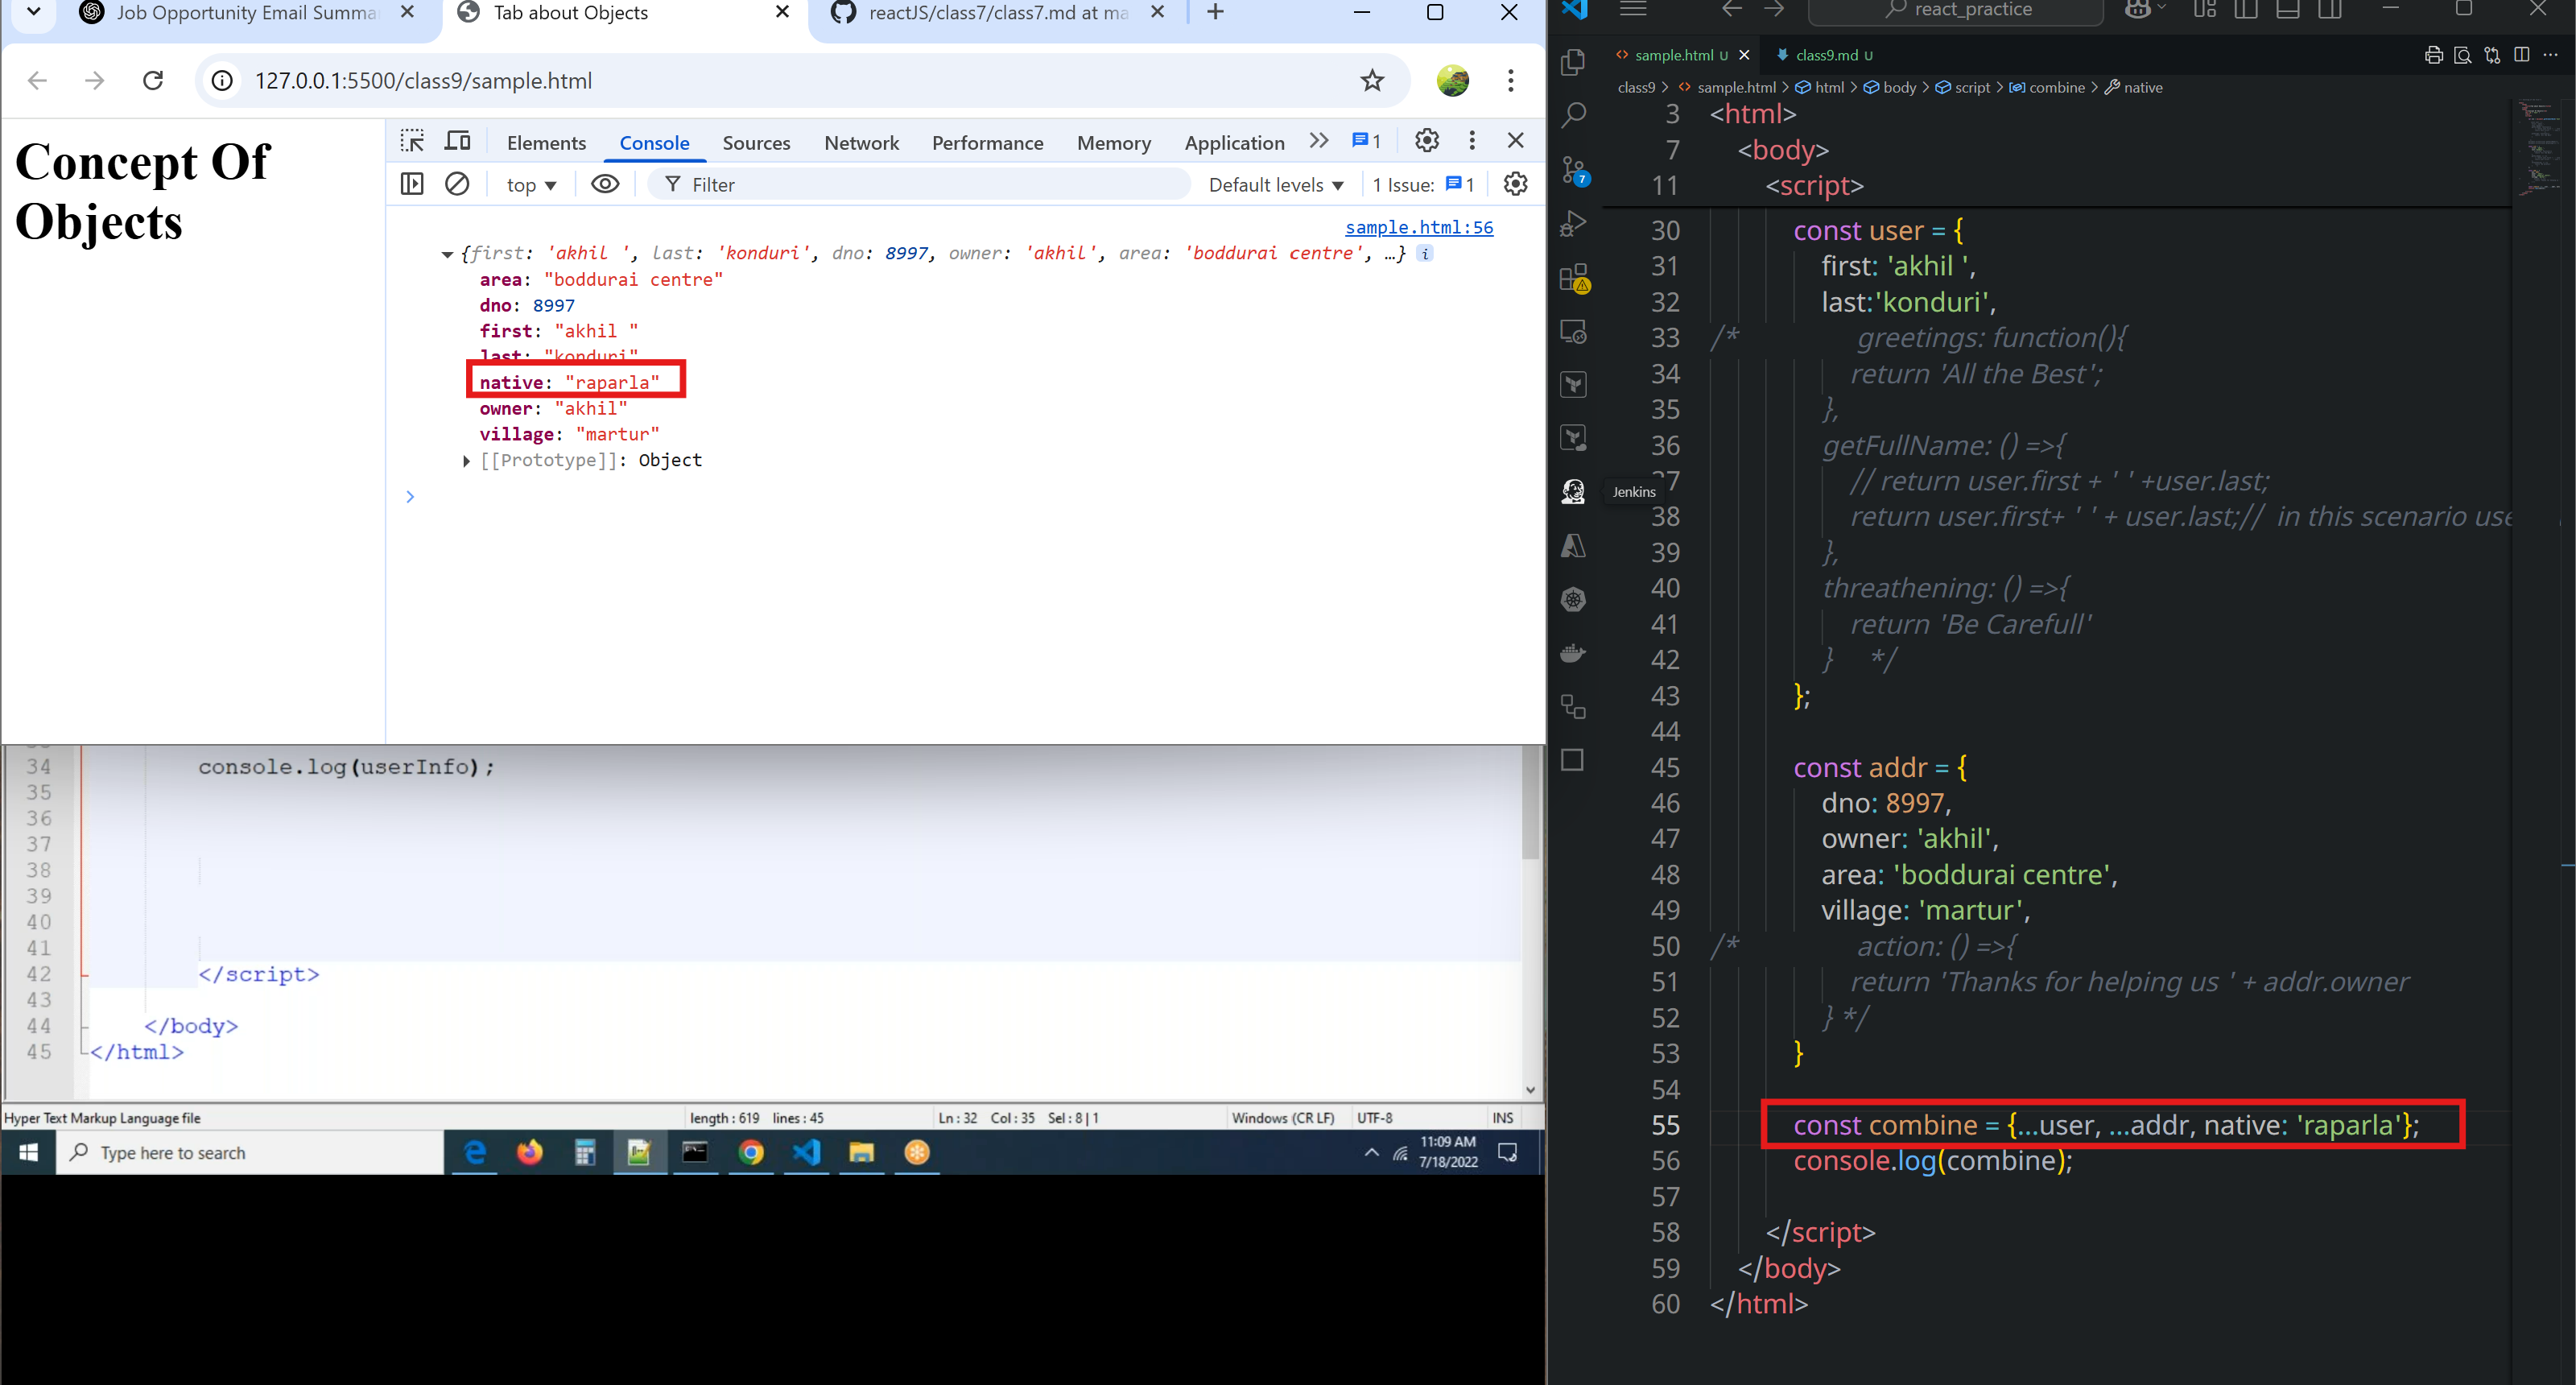 Job Opportunity Email Summa
Tab about Objects
reactJS/class7/class7.md at ma
127.0.0.1:5500/class9/sample.html
Concept Of
Objects
Elements
Console
Sources
Network
Performance
Memory
Application
1
top
Filter
Default levels
1 Issue:
1
sample.html:56
{first: 'akhil ', last: 'konduri', dno: 8997, owner: 'akhil', area: 'boddurai centre', …}
area: "boddurai centre"
dno: 8997
first: "akhil "
last: "konduri"
native: "raparla"
owner: "akhil"
village: "martur"
[[Prototype]]: Object
34 console.log(userInfo);
35
36
37
38
39
40
41
42 </script>
43
44 </body>
45 </html>
Hyper Text Markup Language file
length : 619 lines : 45
Ln : 32 Col : 35 Sel : 8 | 1
Windows (CR LF)
UTF-8
INS
Type here to search
11:09 AM
7/18/2022
react_practice
sample.html U
class9.md U
class9 > sample.html > html > body > script > combine > native
7
Jenkins
3 <html>
7 <body>
11 <script>
30 const user = {
31 first: 'akhil ',
32 last:'konduri',
33 /* greetings: function(){
34 return 'All the Best';
35 },
36 getFullName: () =>{
37 // return user.first + ' ' +user.last;
38 return user.first+ ' ' + user.last;// in this scenario use
39 },
40 threathening: () =>{
41 return 'Be Carefull'
42 } */
43 };
44
45 const addr = {
46 dno: 8997,
47 owner: 'akhil',
48 area: 'boddurai centre',
49 village: 'martur',
50 /* action: () =>{
51 return 'Thanks for helping us ' + addr.owner
52 } */
53 }
54
55 const combine = {...user, ...addr, native: 'raparla'};
56 console.log(combine);
57
58 </script>
59 </body>
60 </html>